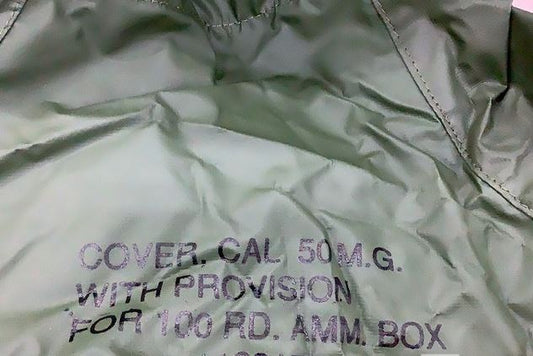 COVER, CAL 50 M.G.
WITH PROVISION
FOR 100 RD. AMM. BOX